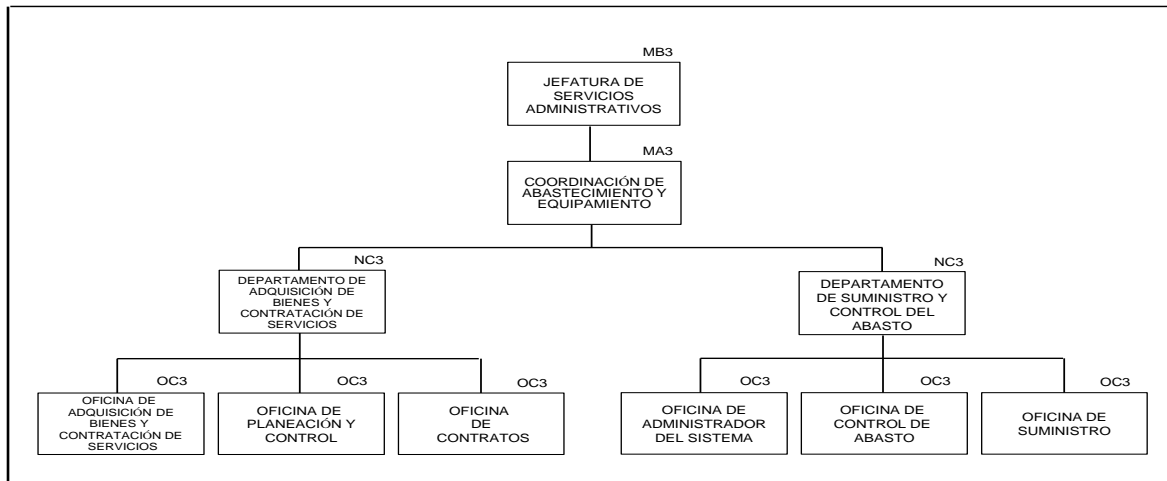 MB3
JEFATURA DE
SERVICIOS
ADMINISTRATIVOS
MA3
COORDINACIÓN DE
ABASTECIMIENTO Y
EQUIPAMIENTO
NC3
DEPARTAMENTO DE
ADQUISICIÓN DE
BIENES Y
CONTRATACIÓN DE
SERVICIOS
NC3
DEPARTAMENTO
DE SUMINISTRO Y
CONTROL DEL
ABASTO
OC3
OFICINA DE
ADQUISICIÓN DE
BIENES Y
CONTRATACIÓN DE
SERVICIOS
OC3
OFICINA DE
PLANEACIÓN Y
CONTROL
OC3
OFICINA
DE
CONTRATOS
OC3
OFICINA DE
ADMINISTRADOR
DEL SISTEMA
OC3
OFICINA DE
CONTROL DE
ABASTO
OC3
OFICINA DE
SUMINISTRO